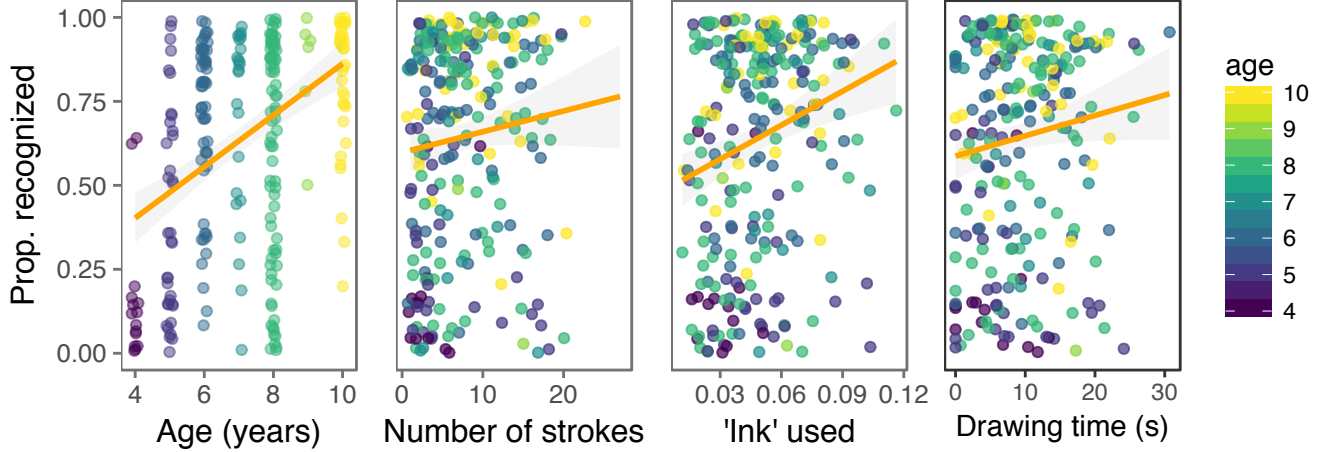 Prop. recognized
1.00
0.75
0.50
0.25
0.00
4 6 8 10
Age (years)
0 10 20
Number of strokes
0.03 0.06 0.09 0.12
'Ink' used
0 10 20 30
Drawing time (s)
age
10
9
8
7
6
5
4